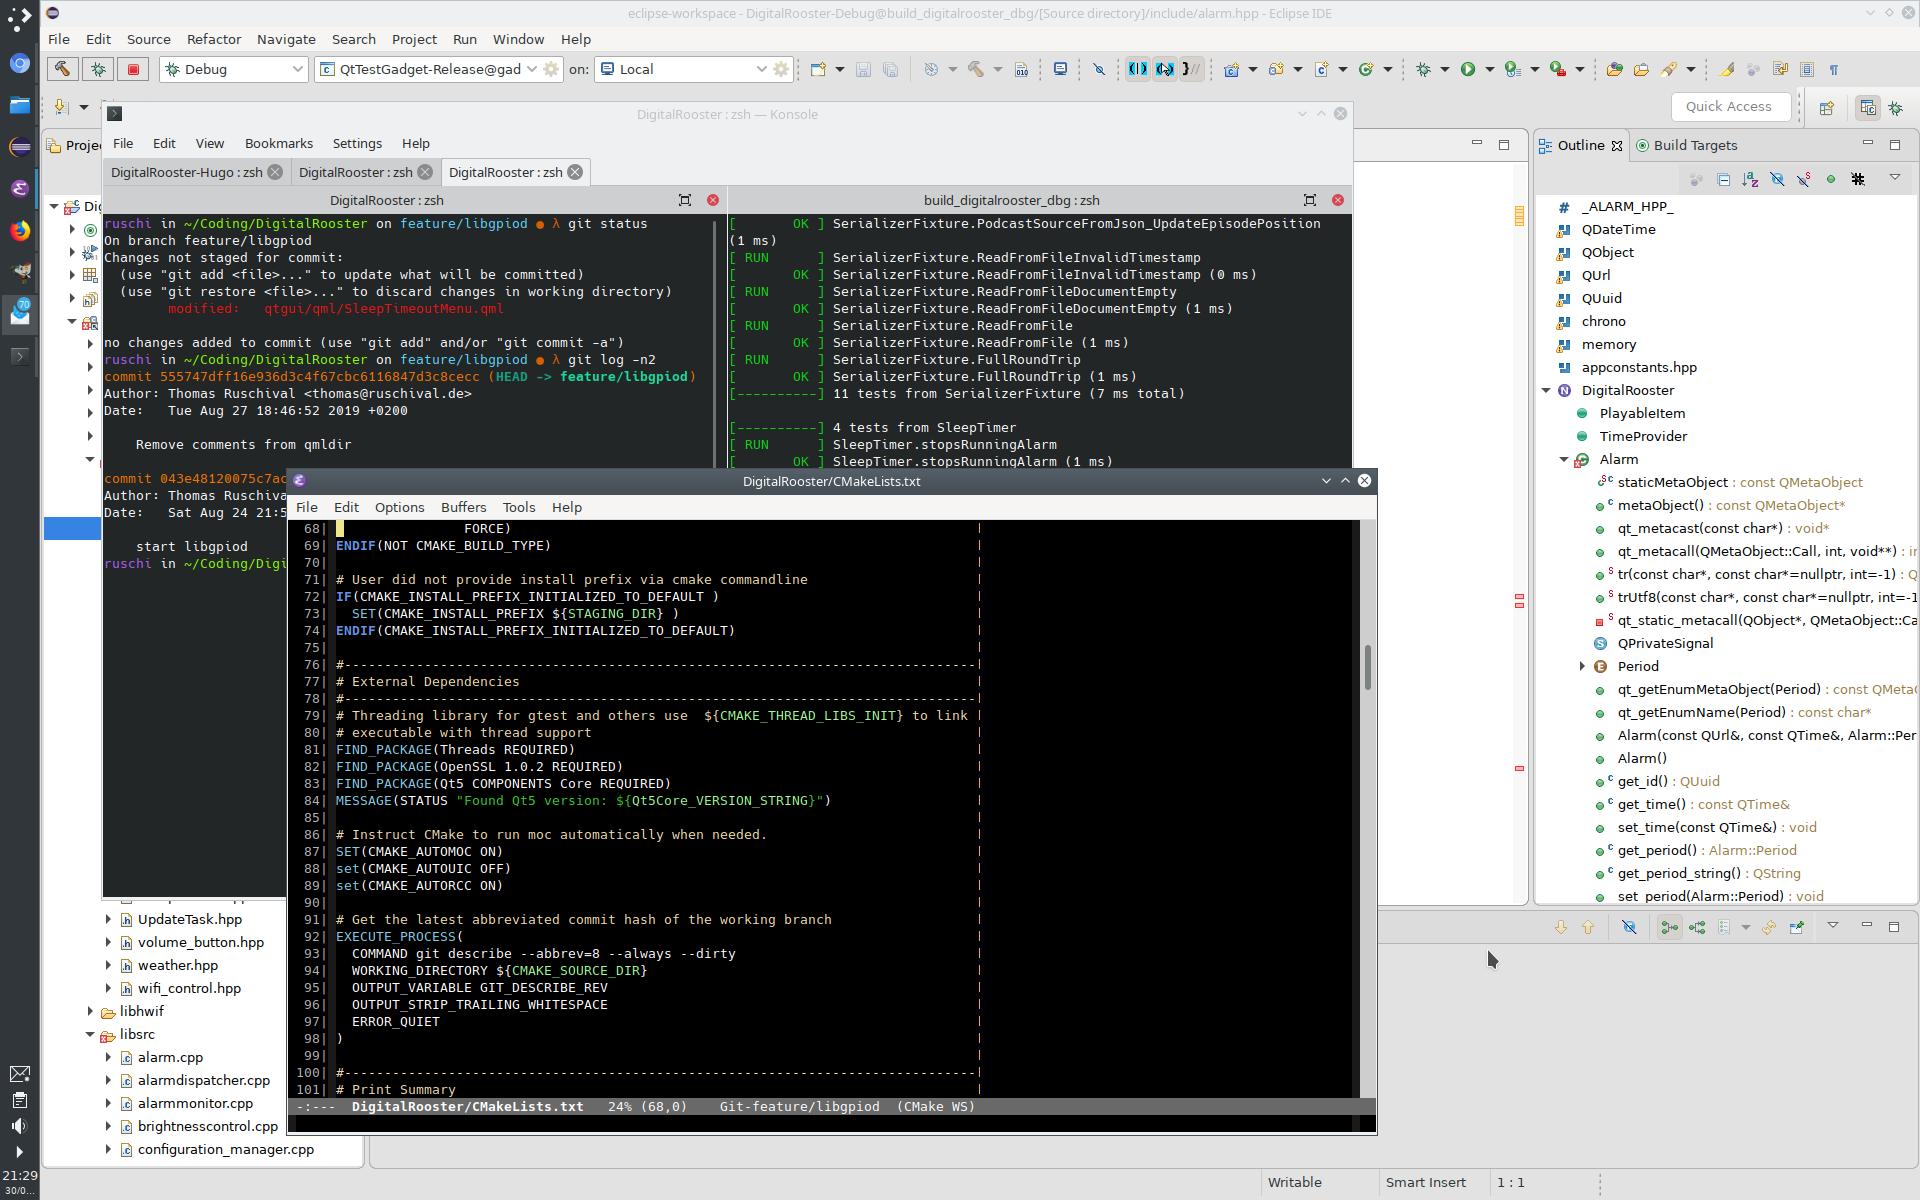 eclipse-workspace - DigitalRooster-Debug@build_digitalrooster_dbg/[Source directory]/include/alarm.hpp - Eclipse IDE
File Edit Source Refactor Navigate Search Project Run Window Help
Debug QtTestGadget-Release@gad on: Local
Quick Access
DigitalRooster : zsh — Konsole
File Edit View Bookmarks Settings Help
DigitalRooster-Hugo : zsh DigitalRooster : zsh DigitalRooster : zsh
DigitalRooster : zsh
ruschi in ~/Coding/DigitalRooster on feature/libgpiod ● λ git status
On branch feature/libgpiod
Changes not staged for commit:
(use "git add <file>..." to update what will be committed)
(use "git restore <file>..." to discard changes in working directory)
modified: qtgui/qml/SleepTimeoutMenu.qml
no changes added to commit (use "git add" and/or "git commit -a")
ruschi in ~/Coding/DigitalRooster on feature/libgpiod ● λ git log -n2
commit 555747dff16e936d3c4f67cbc6116847d3c8cecc (HEAD -> feature/libgpiod)
Author: Thomas Ruschival <thomas@ruschival.de>
Date: Tue Aug 27 18:46:52 2019 +0200
Remove comments from qmldir
commit 043e48120075c7ac
Author: Thomas Ruschiva
Date: Sat Aug 24 21:5
start libgpiod
ruschi in ~/Coding/Digi
build_digitalrooster_dbg : zsh
[ OK ] SerializerFixture.PodcastSourceFromJson_UpdateEpisodePosition
(1 ms)
[ RUN ] SerializerFixture.ReadFromFileInvalidTimestamp
[ OK ] SerializerFixture.ReadFromFileInvalidTimestamp (0 ms)
[ RUN ] SerializerFixture.ReadFromFileDocumentEmpty
[ OK ] SerializerFixture.ReadFromFileDocumentEmpty (1 ms)
[ RUN ] SerializerFixture.ReadFromFile
[ OK ] SerializerFixture.ReadFromFile (1 ms)
[ RUN ] SerializerFixture.FullRoundTrip
[ OK ] SerializerFixture.FullRoundTrip (1 ms)
[----------] 11 tests from SerializerFixture (7 ms total)
[----------] 4 tests from SleepTimer
[ RUN ] SleepTimer.stopsRunningAlarm
[ OK ] SleepTimer.stopsRunningAlarm (1 ms)
DigitalRooster/CMakeLists.txt
File Edit Options Buffers Tools Help
68| FORCE)
69| ENDIF(NOT CMAKE_BUILD_TYPE)
70|
71| # User did not provide install prefix via cmake commandline
72| IF(CMAKE_INSTALL_PREFIX_INITIALIZED_TO_DEFAULT )
73| SET(CMAKE_INSTALL_PREFIX ${STAGING_DIR} )
74| ENDIF(CMAKE_INSTALL_PREFIX_INITIALIZED_TO_DEFAULT)
75|
76| #-------------------------------------------------------------------------------
77| # External Dependencies
78| #-------------------------------------------------------------------------------
79| # Threading library for gtest and others use ${CMAKE_THREAD_LIBS_INIT} to link
80| # executable with thread support
81| FIND_PACKAGE(Threads REQUIRED)
82| FIND_PACKAGE(OpenSSL 1.0.2 REQUIRED)
83| FIND_PACKAGE(Qt5 COMPONENTS Core REQUIRED)
84| MESSAGE(STATUS "Found Qt5 version: ${Qt5Core_VERSION_STRING}")
85|
86| # Instruct CMake to run moc automatically when needed.
87| SET(CMAKE_AUTOMOC ON)
88| set(CMAKE_AUTOUIC OFF)
89| set(CMAKE_AUTORCC ON)
90|
91| # Get the latest abbreviated commit hash of the working branch
92| EXECUTE_PROCESS(
93| COMMAND git describe --abbrev=8 --always --dirty
94| WORKING_DIRECTORY ${CMAKE_SOURCE_DIR}
95| OUTPUT_VARIABLE GIT_DESCRIBE_REV
96| OUTPUT_STRIP_TRAILING_WHITESPACE
97| ERROR_QUIET
98| )
99|
100| #-------------------------------------------------------------------------------
101| # Print Summary
-:--- DigitalRooster/CMakeLists.txt 24% (68,0) Git-feature/libgpiod (CMake WS)
Proje
Dig
UpdateTask.hpp
volume_button.hpp
weather.hpp
wifi_control.hpp
libhwif
libsrc
alarm.cpp
alarmdispatcher.cpp
alarmmonitor.cpp
brightnesscontrol.cpp
configuration_manager.cpp
Outline Build Targets
_ALARM_HPP_
QDateTime
QObject
QUrl
QUuid
chrono
memory
appconstants.hpp
DigitalRooster
PlayableItem
TimeProvider
Alarm
staticMetaObject : const QMetaObject
metaObject() : const QMetaObject*
qt_metacast(const char*) : void*
qt_metacall(QMetaObject::Call, int, void**) : in
tr(const char*, const char*=nullptr, int=-1) : Q
trUtf8(const char*, const char*=nullptr, int=-1
qt_static_metacall(QObject*, QMetaObject::Ca
QPrivateSignal
Period
qt_getEnumMetaObject(Period) : const QMeta
qt_getEnumName(Period) : const char*
Alarm(const QUrl&, const QTime&, Alarm::Per
Alarm()
get_id() : QUuid
get_time() : const QTime&
set_time(const QTime&) : void
get_period() : Alarm::Period
get_period_string() : QString
set_period(Alarm::Period) : void
70
21:29
30/0...
Writable Smart Insert 1 : 1